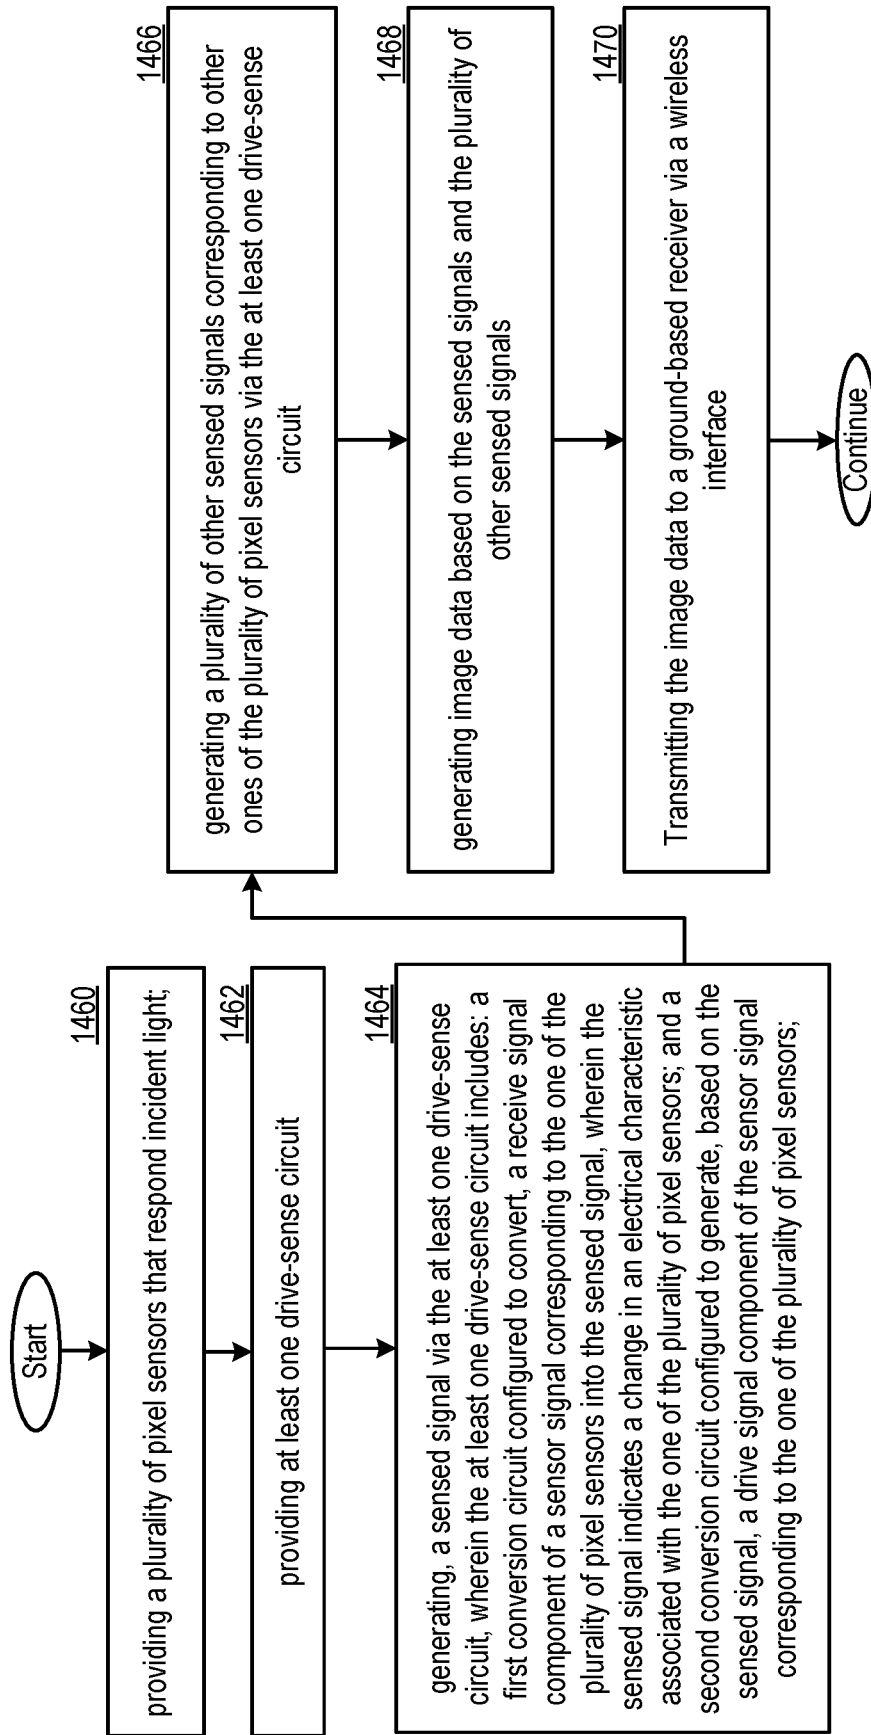 Start
1460
providing a plurality of pixel sensors that respond incident light;
1462
providing at least one drive-sense circuit
1464
generating, a sensed signal via the at least one drive-sense
circuit, wherein the at least one drive-sense circuit includes: a
first conversion circuit configured to convert, a receive signal
component of a sensor signal corresponding to the one of the
plurality of pixel sensors into the sensed signal, wherein the
sensed signal indicates a change in an electrical characteristic
associated with the one of the plurality of pixel sensors; and a
second conversion circuit configured to generate, based on the
sensed signal, a drive signal component of the sensor signal
corresponding to the one of the plurality of pixel sensors;
1466
generating a plurality of other sensed signals corresponding to other
ones of the plurality of pixel sensors via the at least one drive-sense
circuit
1468
generating image data based on the sensed signals and the plurality of
other sensed signals
1470
Transmitting the image data to a ground-based receiver via a wireless
interface
Continue